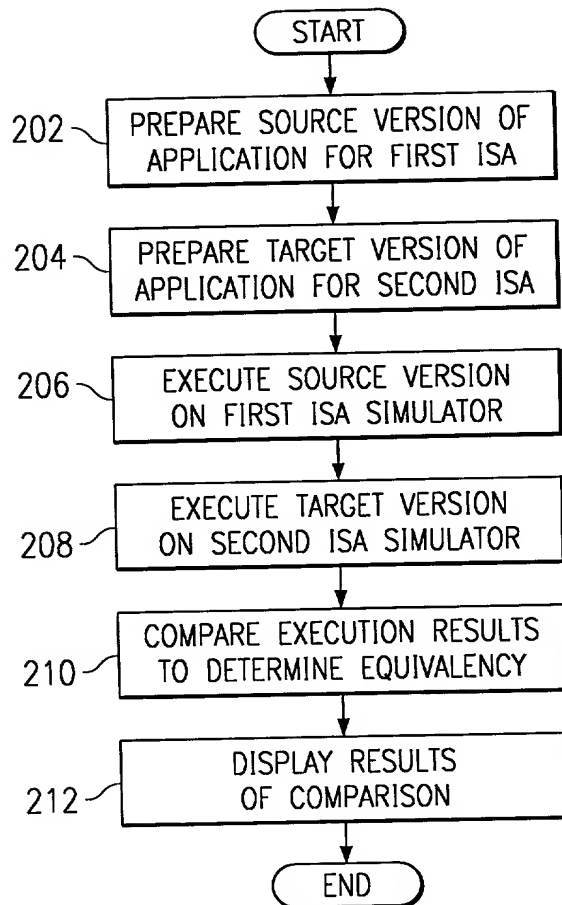 START
202
PREPARE SOURCE VERSION OF
APPLICATION FOR FIRST ISA
204
PREPARE TARGET VERSION OF
APPLICATION FOR SECOND ISA
206
EXECUTE SOURCE VERSION
ON FIRST ISA SIMULATOR
208
EXECUTE TARGET VERSION
ON SECOND ISA SIMULATOR
210
COMPARE EXECUTION RESULTS
TO DETERMINE EQUIVALENCY
212
DISPLAY RESULTS
OF COMPARISON
END